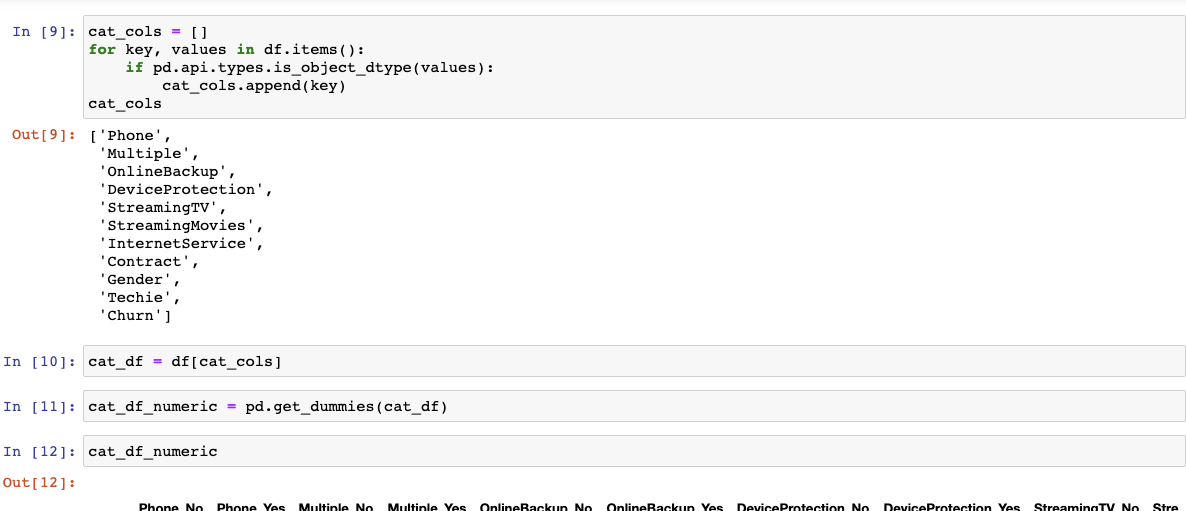 In [9]: cat_cols = []
for key, values in df.items():
    if pd.api.types.is_object_dtype(values):
        cat_cols.append(key)
cat_cols
Out[9]: ['Phone',
 'Multiple',
 'OnlineBackup',
 'DeviceProtection',
 'StreamingTV',
 'StreamingMovies',
 'InternetService',
 'Contract',
 'Gender',
 'Techie',
 'Churn']
In [10]: cat_df = df[cat_cols]
In [11]: cat_df_numeric = pd.get_dummies(cat_df)
In [12]: cat_df_numeric
Out[12]:
Phone_No Phone_Yes Multiple_No Multiple_Yes OnlineBackup_No OnlineBackup_Yes DeviceProtection_No DeviceProtection_Yes StreamingTV_No Stre